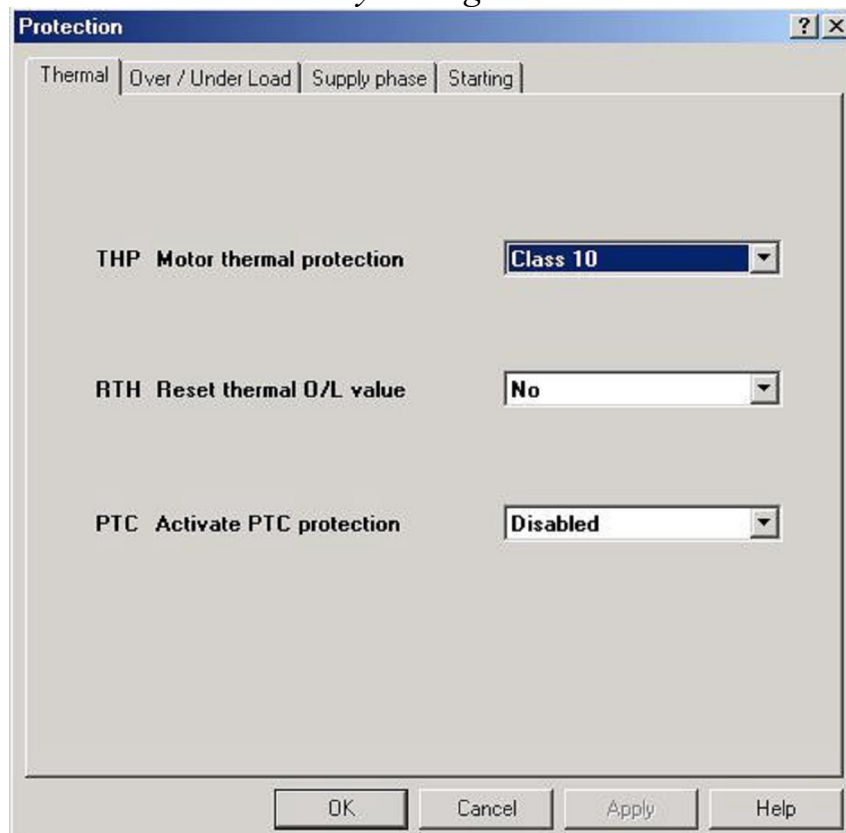 Protection
Thermal Over / Under Load Supply phase Starting
THP Motor thermal protection Class 10
RTH Reset thermal O/L value No
PTC Activate PTC protection Disabled
OK Cancel Apply Help